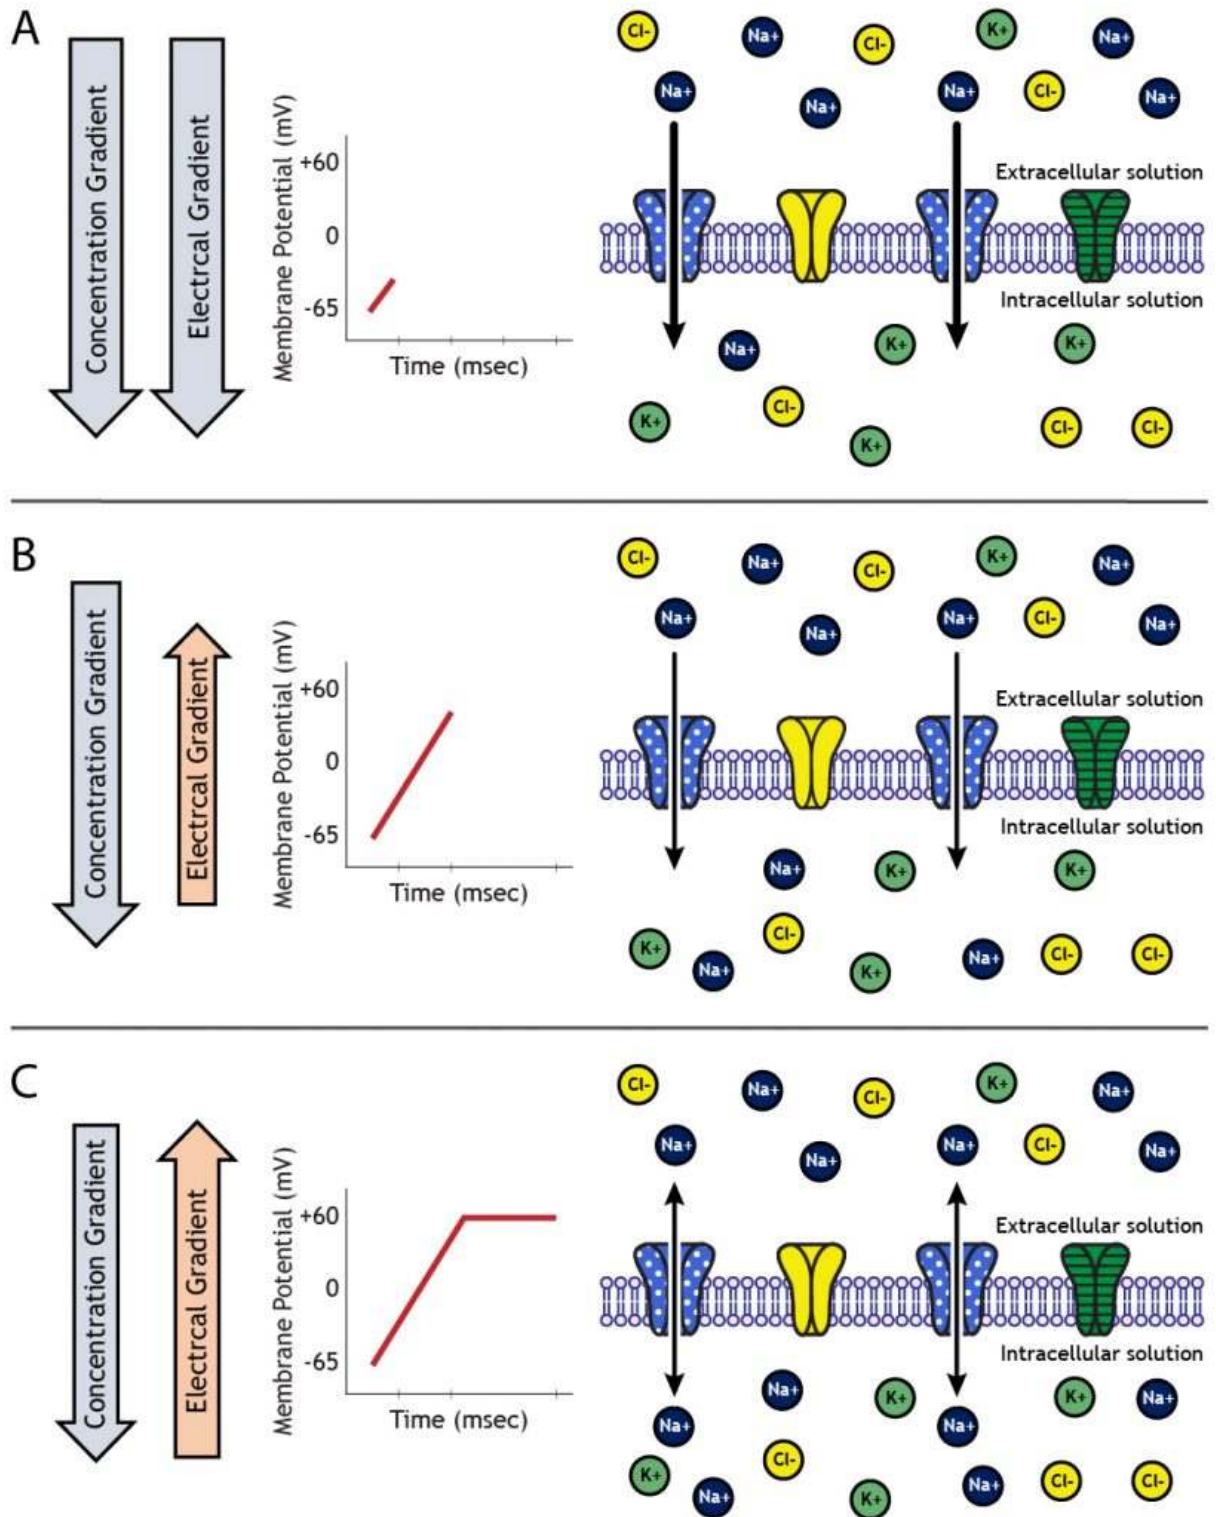 A
Concentration Gradient
Electrcal Gradient
Membrane Potential (mV)
+60
0
-65
Time (msec)
Cl-
Na+
Cl-
K+
Na+
Na+
Na+
Na+
Cl-
Na+
Extracellular solution
Intracellular solution
Na+
K+
K+
K+
Cl-
K+
Cl-
Cl-
B
Concentration Gradient
Electrcal Gradient
Membrane Potential (mV)
+60
0
-65
Time (msec)
Cl-
Na+
Cl-
K+
Na+
Na+
Na+
Na+
Cl-
Na+
Extracellular solution
Intracellular solution
Na+
K+
K+
K+
Na+
Cl-
K+
Na+
Cl-
Cl-
C
Concentration Gradient
Electrcal Gradient
Membrane Potential (mV)
+60
0
-65
Time (msec)
Cl-
Na+
Cl-
K+
Na+
Na+
Na+
Na+
Cl-
Na+
Extracellular solution
Intracellular solution
Na+
K+
K+
Na+
Na+
Na+
K+
Na+
Cl-
K+
Na+
Cl-
Cl-